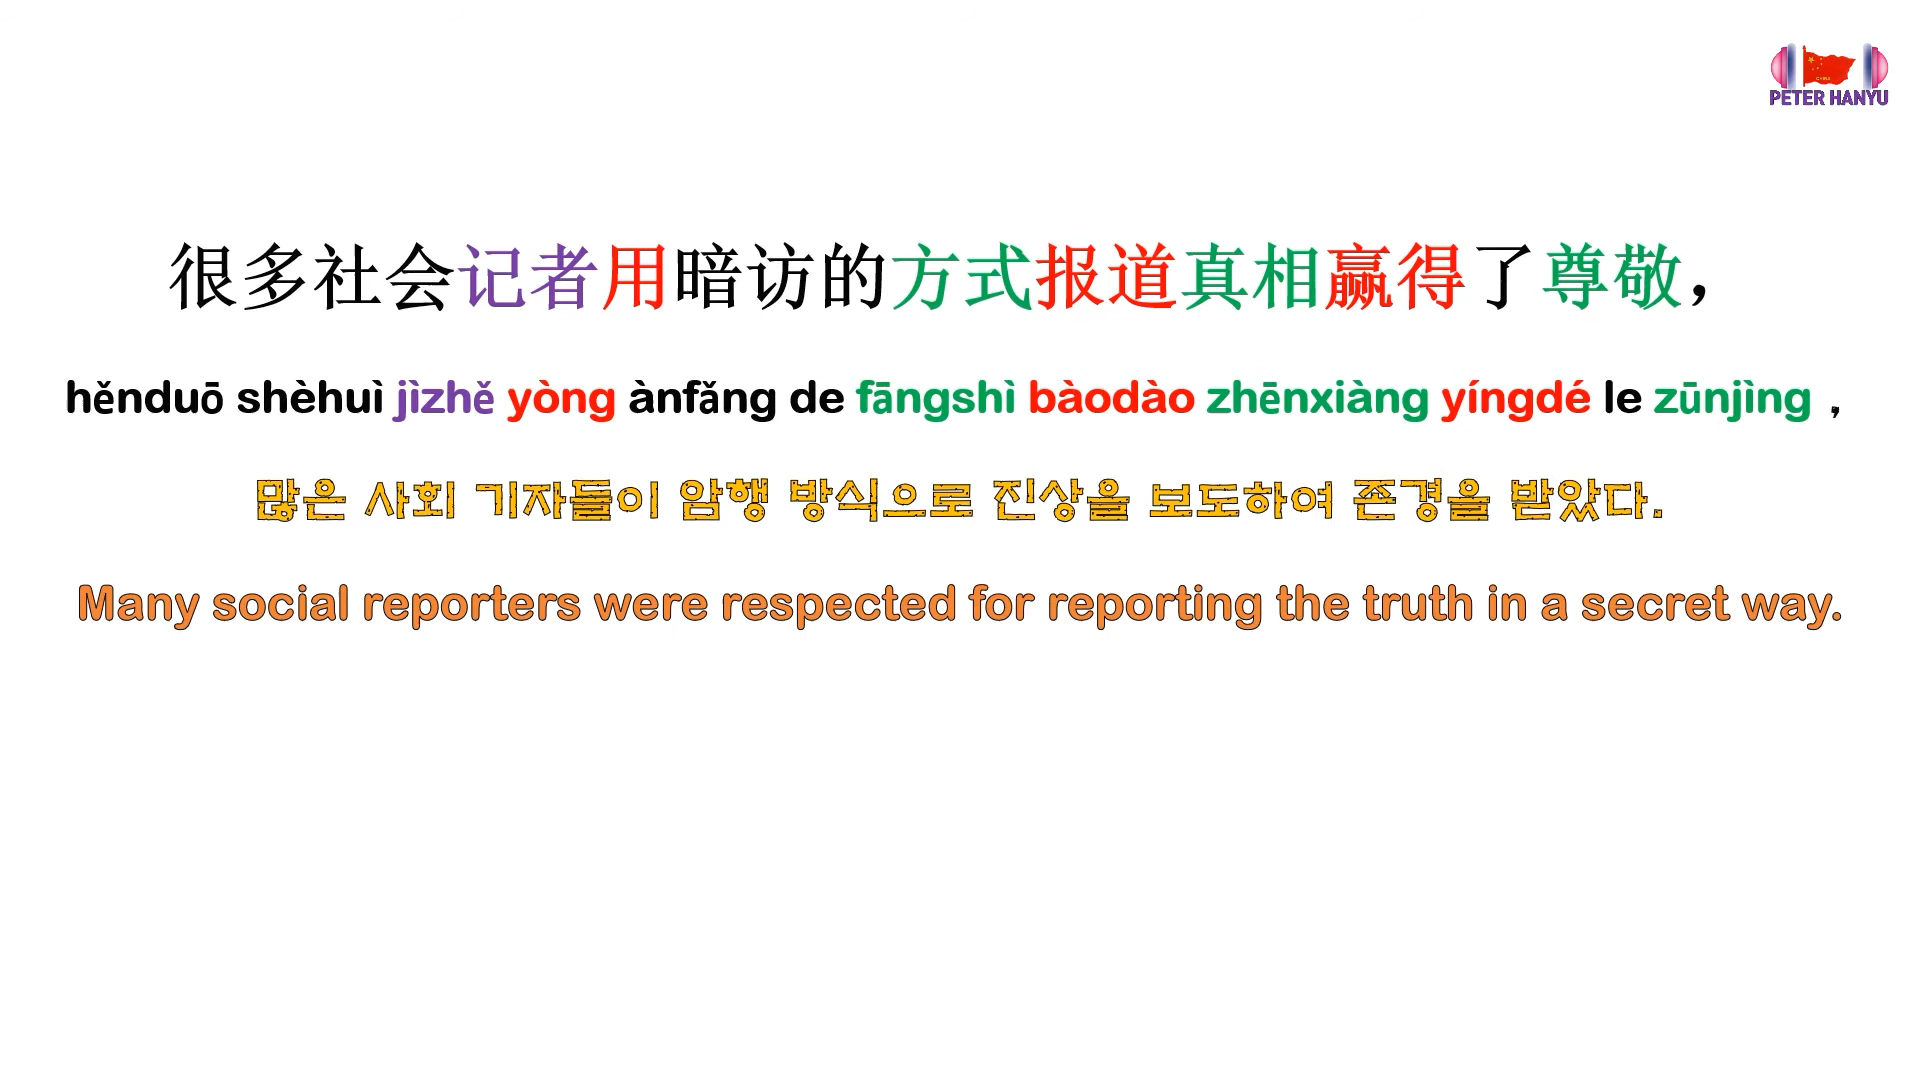 PETER HANYU
很多社会记者用暗访的方式报道真相赢得了尊敬，
hěnduō shèhuì jìzhě yòng ànfǎng de fāngshì bàodào zhēnxiàng yíngdé le zūnjìng，
많은 사회 기자들이 암행 방식으로 진상을 보도하여 존경을 받았다.
Many social reporters were respected for reporting the truth in a secret way.